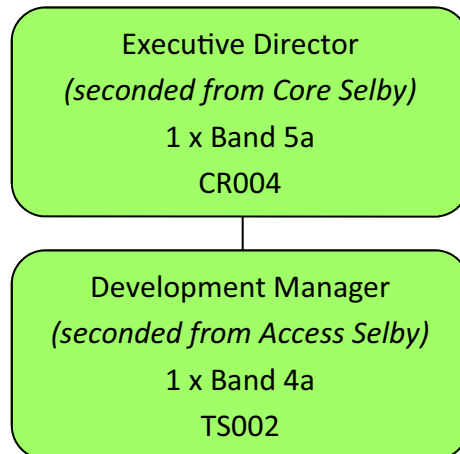 Executive Director
(seconded from Core Selby)
1 x Band 5a
CR004
Development Manager
(seconded from Access Selby)
1 x Band 4a
TS002